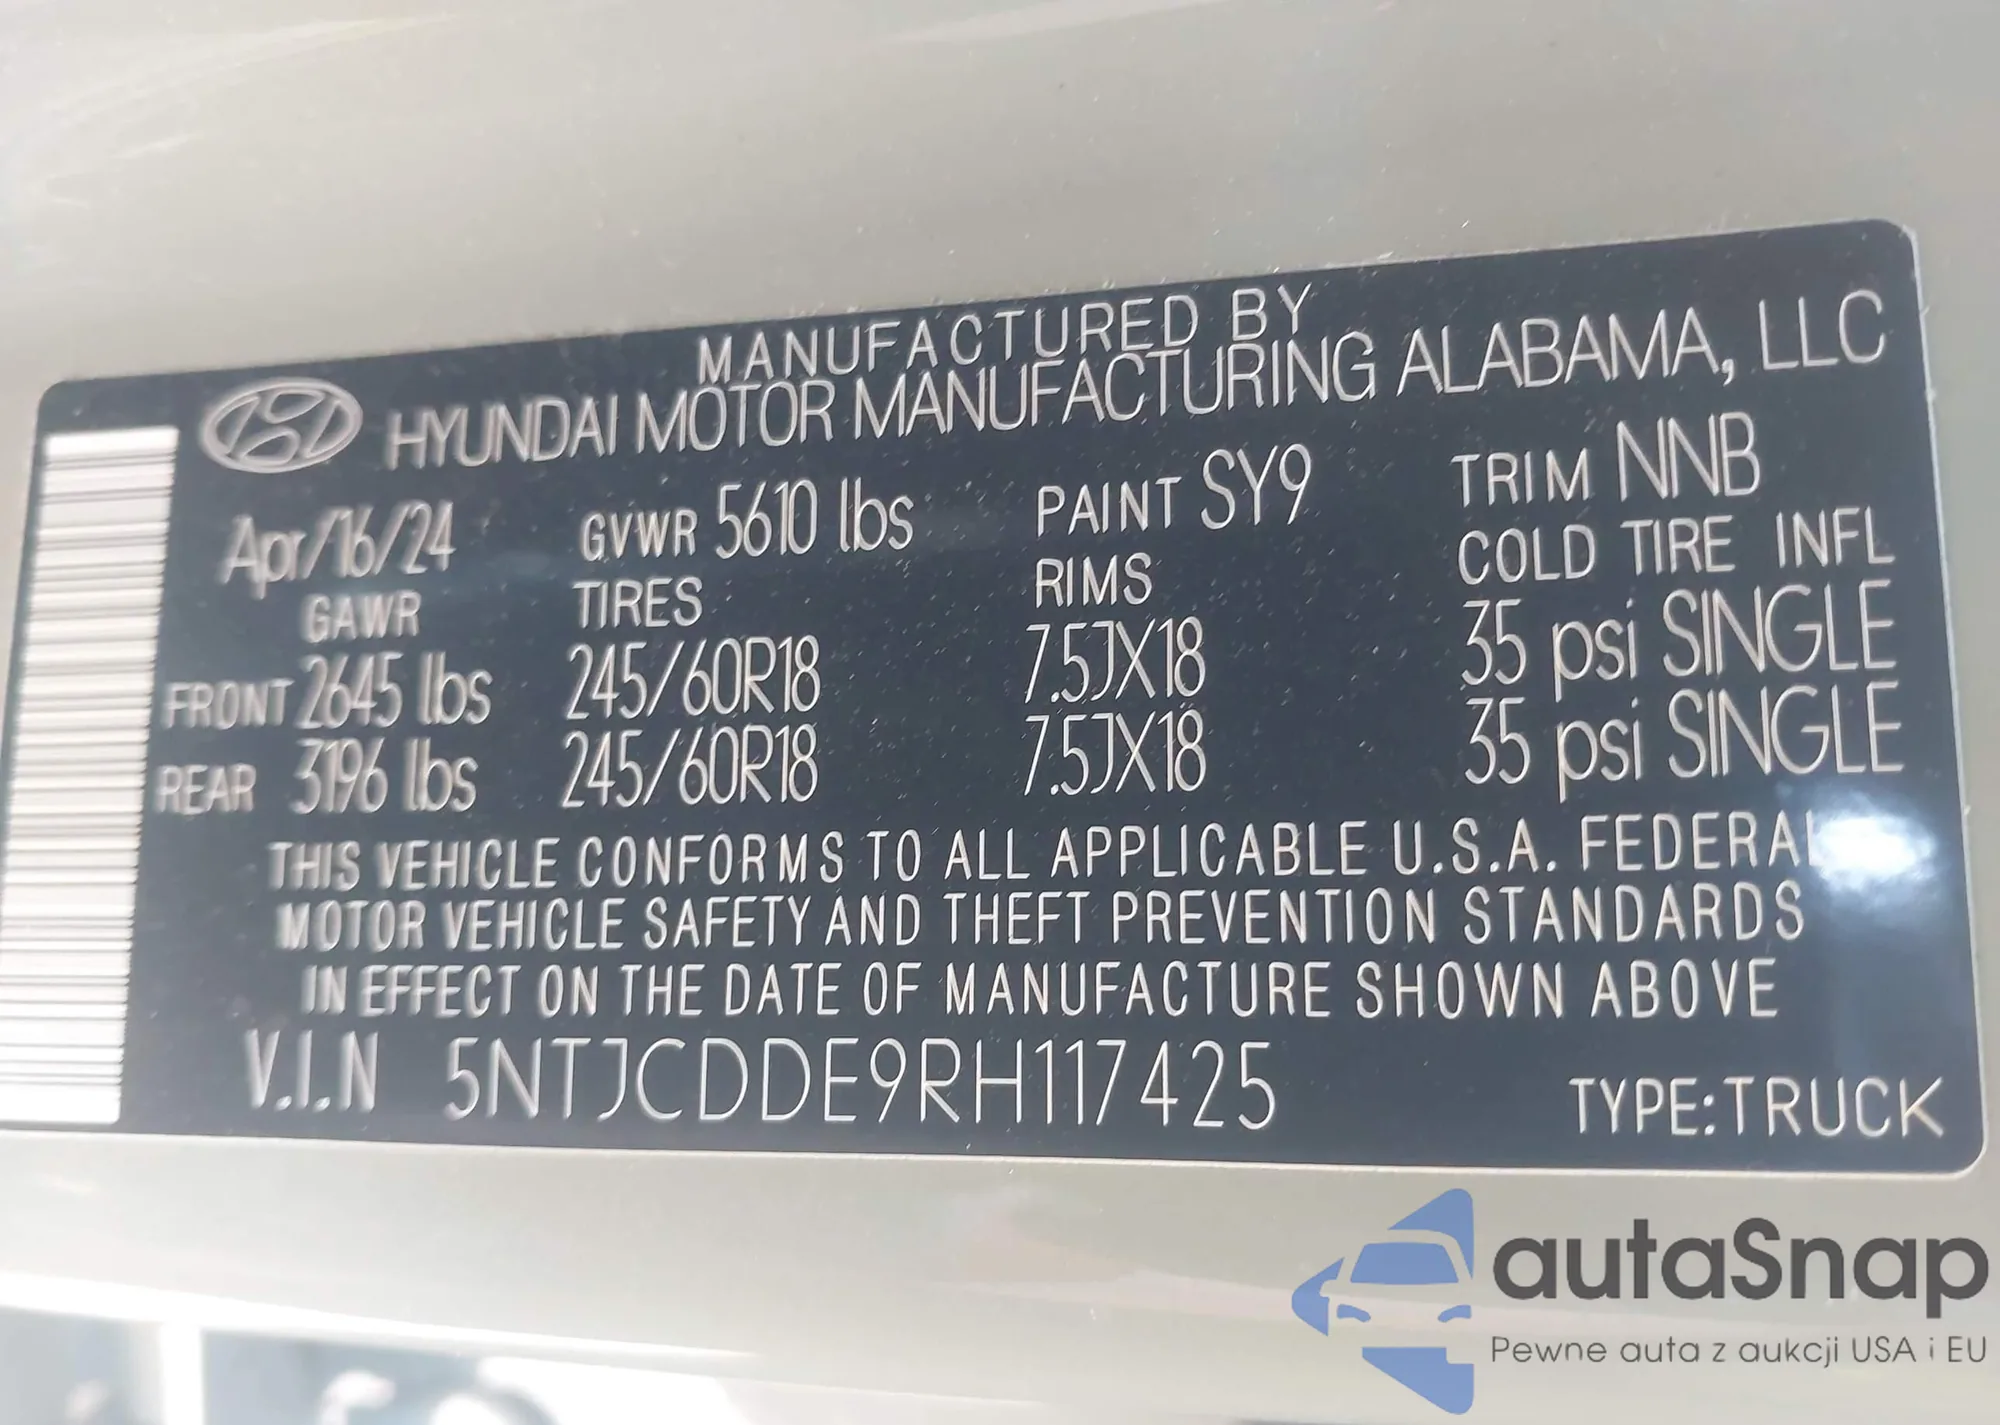 MANUFACTURED BY
HYUNDAI MOTOR MANUFACTURING ALABAMA, LLC
Apr/16/24 GVWR 5610 lbs PAINT SY9 TRIM NNB
GAWR TIRES RIMS COLD TIRE INFL
FRONT 2645 lbs 245/60R18 7.5JX18 35 psi SINGLE
REAR 3196 lbs 245/60R18 7.5JX18 35 psi SINGLE
THIS VEHICLE CONFORMS TO ALL APPLICABLE U.S.A. FEDERAL
MOTOR VEHICLE SAFETY AND THEFT PREVENTION STANDARDS
IN EFFECT ON THE DATE OF MANUFACTURE SHOWN ABOVE
V.I.N 5NTJCDDE9RH117425 TYPE:TRUCK
autaSnap
Pewne auta z aukcji USA i EU